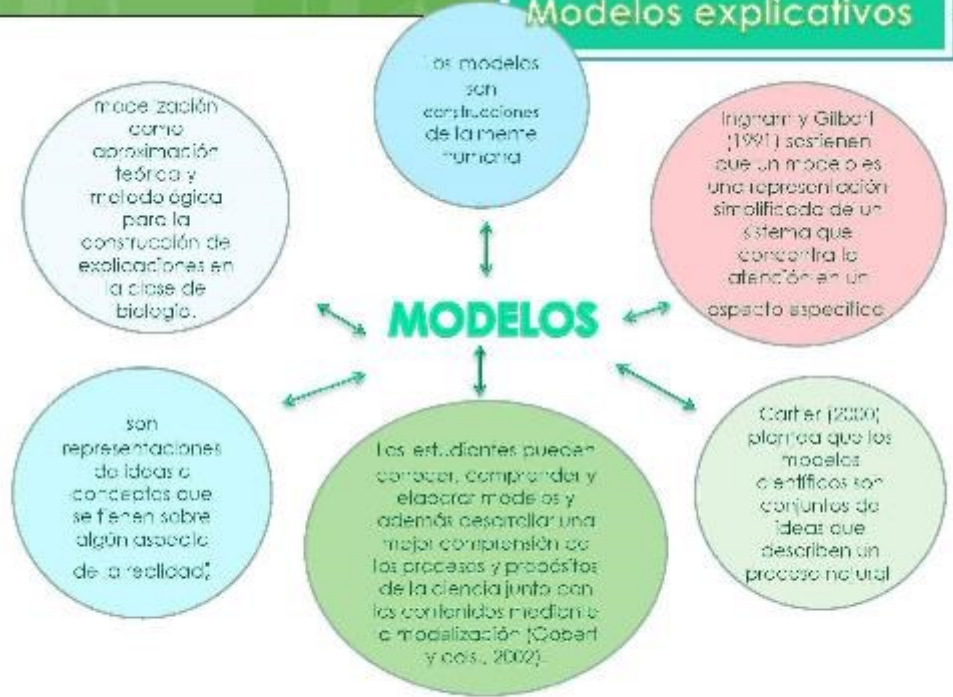 Modelos explicativos
Los modelos
son
construcciones
de la mente
humana
modelización
como
aproximación
teórica y
metodológica
para la
construcción de
explicaciones en
la clase de
biología.
Ingham y Gilbert
(1991) sostienen
que un modelo es
una representación
simplificada de un
sistema que
concentra la
atención en un
aspecto específico
MODELOS
son
representaciones
de ideas o
conceptos que
se tienen sobre
algún aspecto
de la realidad;
Los estudiantes pueden
conocer, comprender y
elaborar modelos y
además desarrollar una
mejor comprensión de
los procesos y propósitos
de la ciencia junto con
los contenidos mediante
la modelización (Gobert
y cols., 2002).
Cartier (2000)
plantea que los
modelos
científicos son
conjuntos de
ideas que
describen un
proceso natural